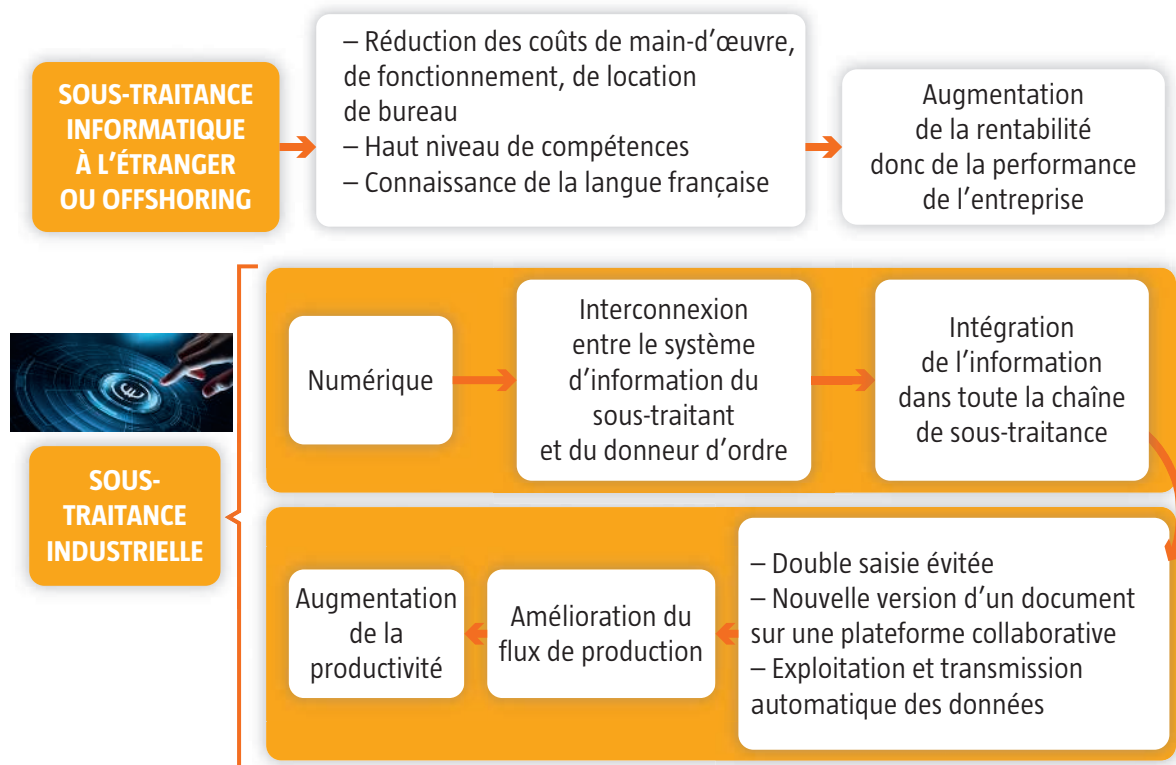 SOUS-TRAITANCE
INFORMATIQUE
À L'ÉTRANGER
OU OFFSHORING
– Réduction des coûts de main-d'œuvre,
de fonctionnement, de location
de bureau
– Haut niveau de compétences
– Connaissance de la langue française
Augmentation
de la rentabilité
donc de la performance
de l'entreprise
SOUS-
TRAITANCE
INDUSTRIELLE
Numérique
Interconnexion
entre le système
d'information du
sous-traitant
et du donneur d'ordre
Intégration
de l'information
dans toute la chaîne
de sous-traitance
– Double saisie évitée
– Nouvelle version d'un document
sur une plateforme collaborative
– Exploitation et transmission
automatique des données
Amélioration du
flux de production
Augmentation
de la
productivité